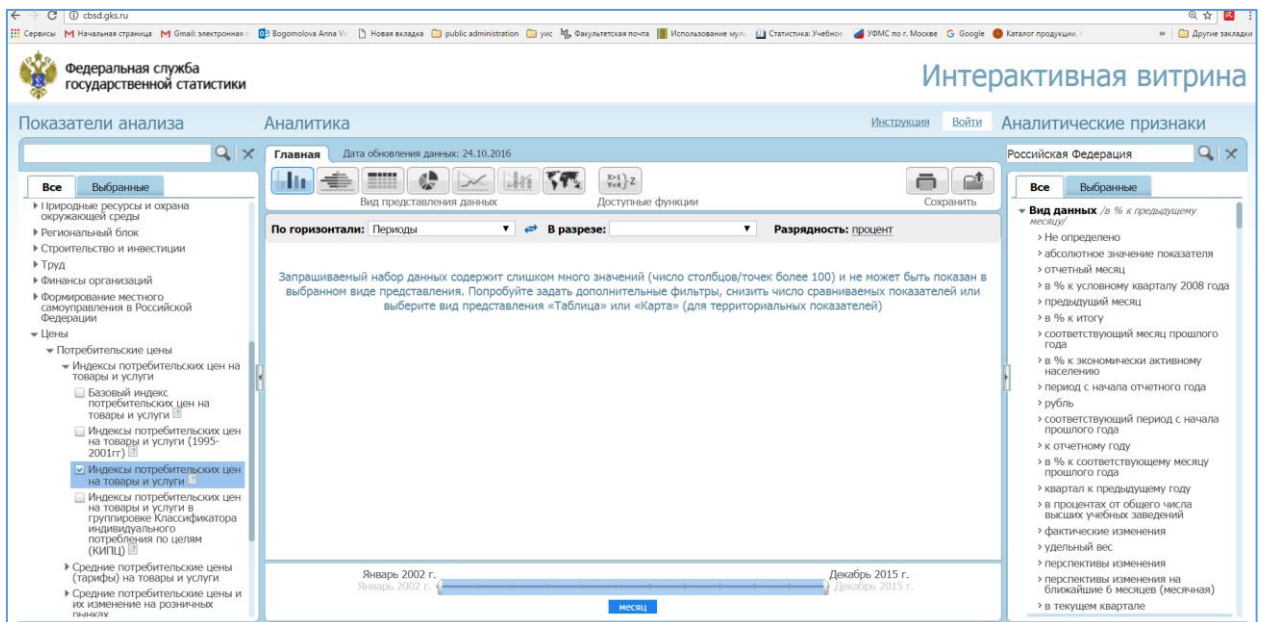 cbsd.gks.ru
Сервисы Начальная страница Gmail: электронная Bogomolova Anna Новая вкладка public administration уис Факультетская почта Использование мул Статистика: Учебное УФМС по г. Москве Google Каталог продукции, Другие закладки
Федеральная служба
государственной статистики
Интерактивная витрина
Показатели анализа
Все Выбранные
Природные ресурсы и охрана
окружающей среды
Региональный блок
Строительство и инвестиции
Труд
Финансы организаций
Формирование местного
самоуправления в Российской
Федерации
Цены
Потребительские цены
Индексы потребительских цен на
товары и услуги
Базовый индекс
потребительских цен на
товары и услуги ?
Индексы потребительских цен
на товары и услуги (1995-
2001гг) ?
Индексы потребительских цен
на товары и услуги ?
Индексы потребительских цен
на товары и услуги в
группировке Классификатора
индивидуального
потребления по целям
(КИПЦ) ?
Средние потребительские цены
(тарифы) на товары и услуги
Средние потребительские цены и
их изменение на розничных
рынках
Аналитика
Инструкция Войти
Главная Дата обновления данных: 24.10.2016
Вид представления данных Доступные функции Сохранить
По горизонтали: Периоды В разрезе: Разрядность: процент
Запрашиваемый набор данных содержит слишком много значений (число столбцов/точек более 100) и не может быть показан в
выбранном виде представления. Попробуйте задать дополнительные фильтры, снизить число сравниваемых показателей или
выберите вид представления «Таблица» или «Карта» (для территориальных показателей)
Январь 2002 г. Декабрь 2015 г.
Январь 2002 г. Декабрь 2015 г.
месяц
Аналитические признаки
Российская Федерация
Все Выбранные
Вид данных /в % к предыдущему
месяцу/
Не определено
абсолютное значение показателя
отчетный месяц
в % к условному кварталу 2008 года
предыдущий месяц
в % к итогу
соответствующий месяц прошлого
года
в % к экономически активному
населению
период с начала отчетного года
рубль
соответствующий период с начала
прошлого года
к отчетному году
в % к соответствующему месяцу
прошлого года
квартал к предыдущему году
в процентах от общего числа
высших учебных заведений
фактические изменения
удельный вес
перспективы изменения
перспективы изменения на
ближайшие 6 месяцев (месячная)
в текущем квартале